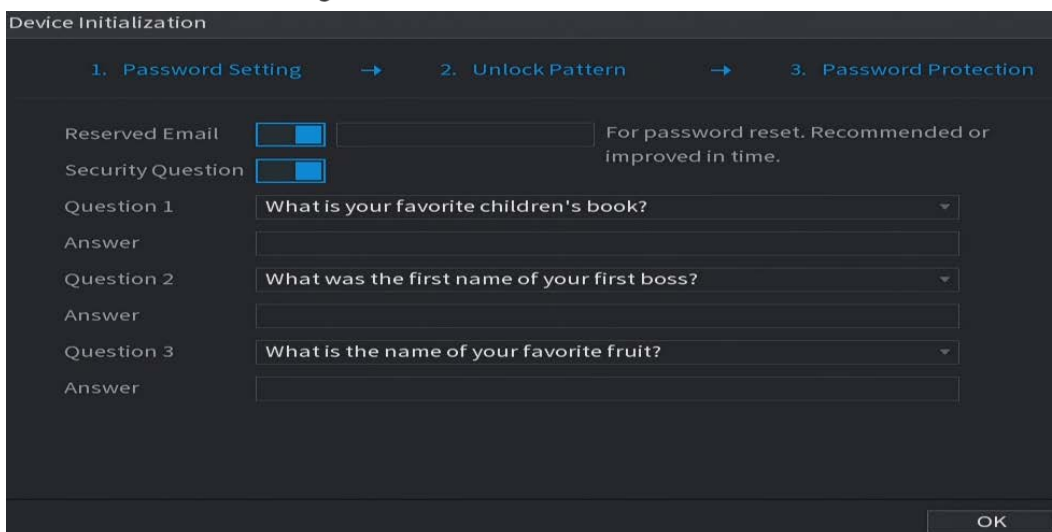 Device Initialization
1. Password Setting → 2. Unlock Pattern → 3. Password Protection
Reserved Email For password reset. Recommended or
improved in time.
Security Question
Question 1 What is your favorite children's book?
Answer
Question 2 What was the first name of your first boss?
Answer
Question 3 What is the name of your favorite fruit?
Answer
OK